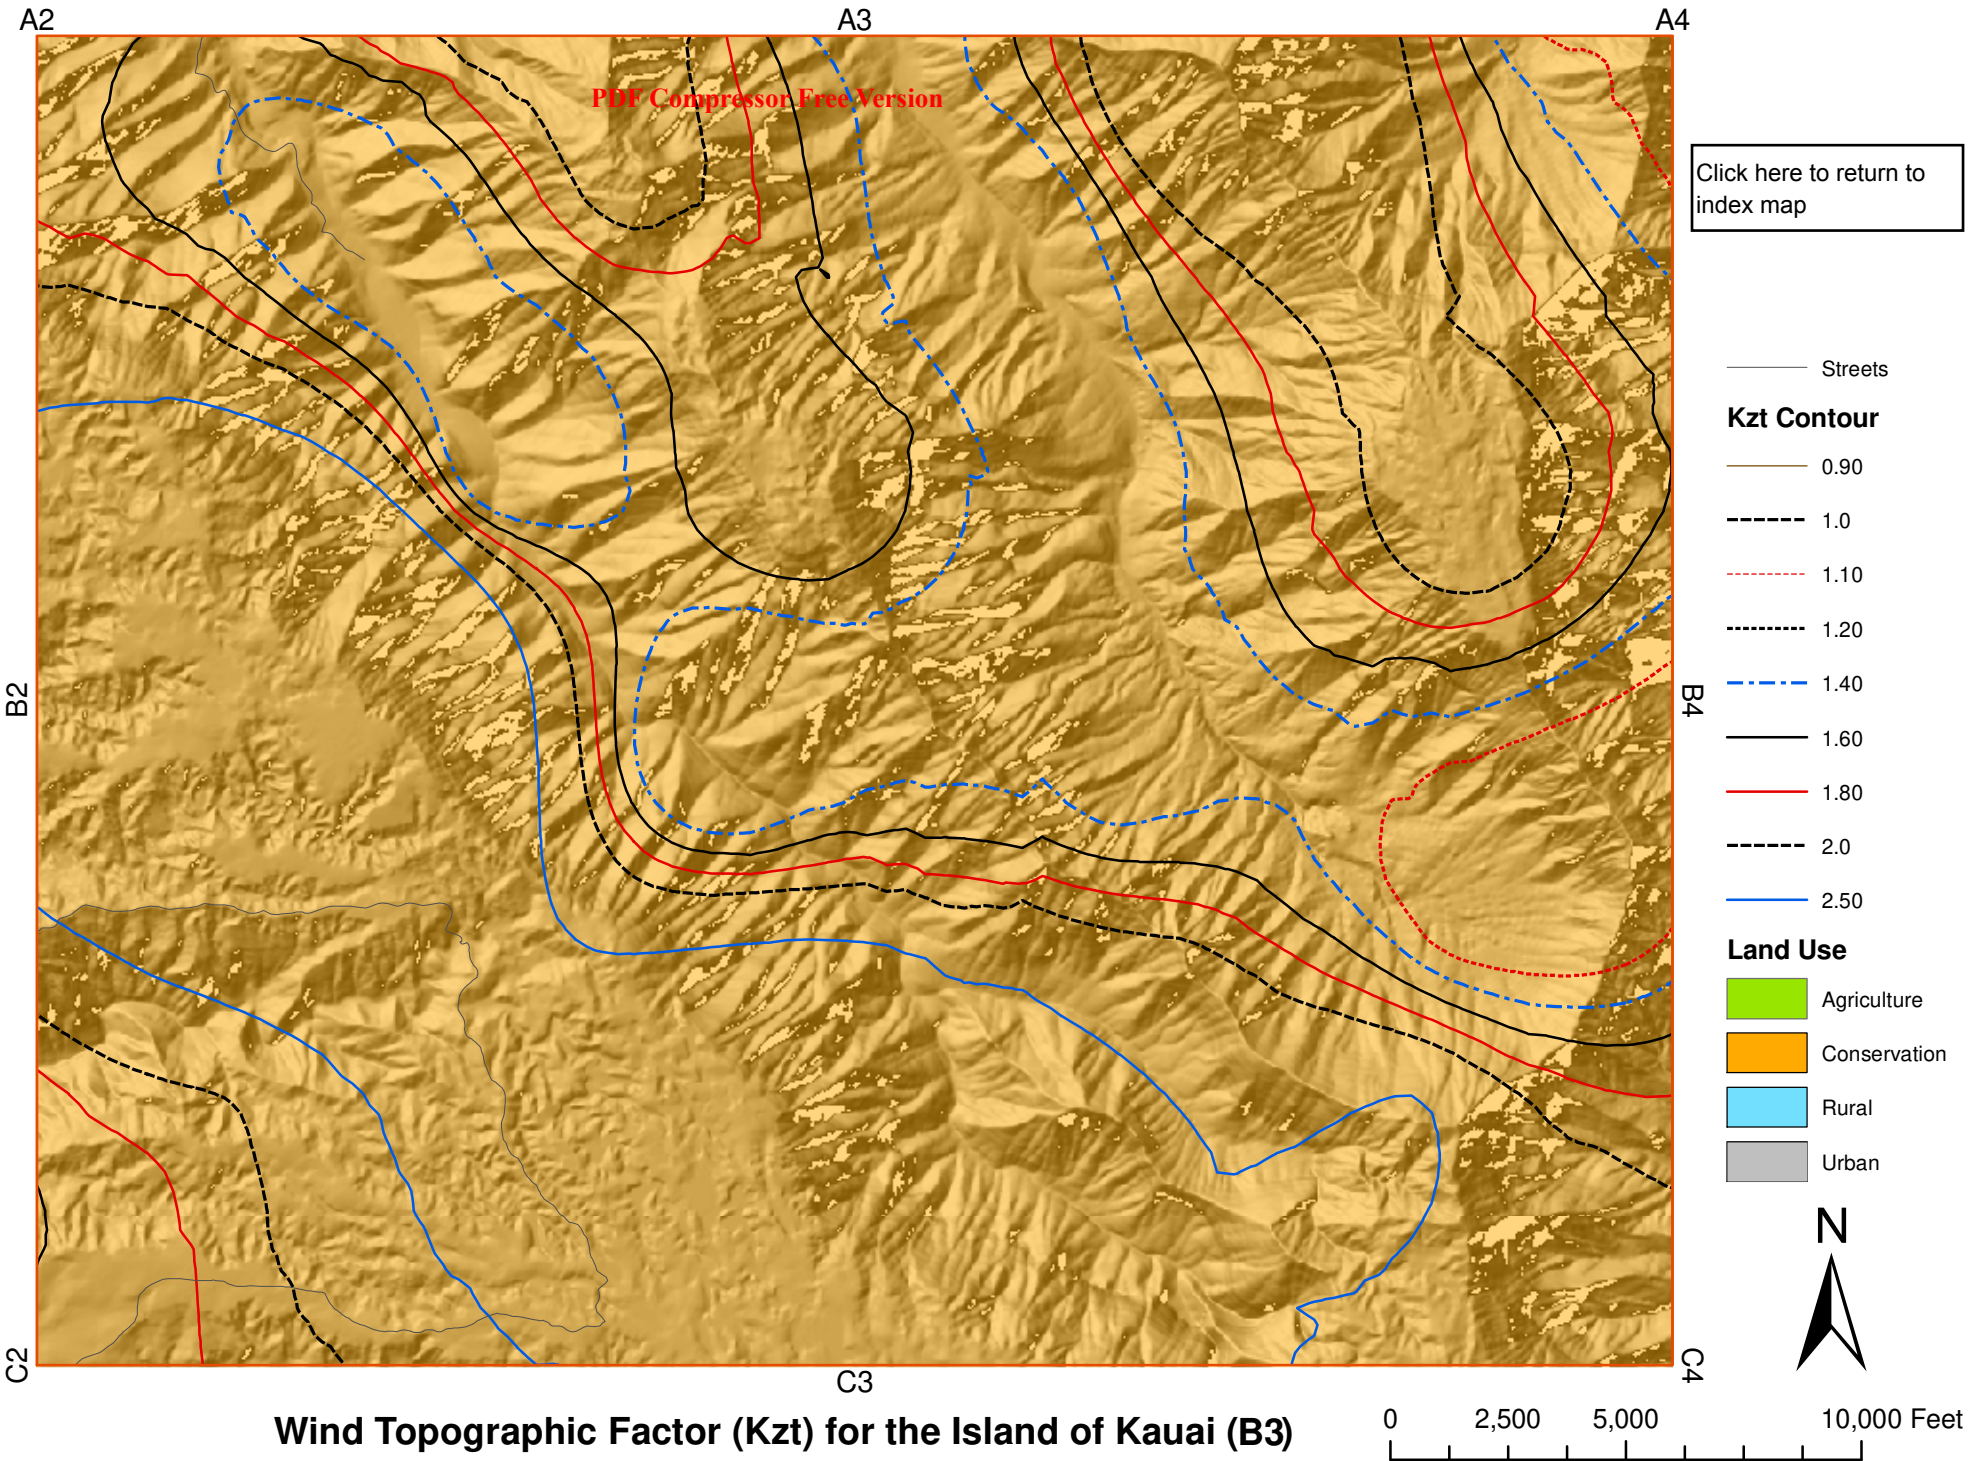 A2
A3
A4
PDF Compressor Free Version
Click here to return to
index map
Streets
Kzt Contour
0.90
1.0
1.10
1.20
1.40
1.60
1.80
2.0
2.50
Land Use
Agriculture
Conservation
Rural
Urban
N
B2
B4
C2
C3
C4
Wind Topographic Factor (Kzt) for the Island of Kauai (B3)
0 2,500 5,000 10,000 Feet